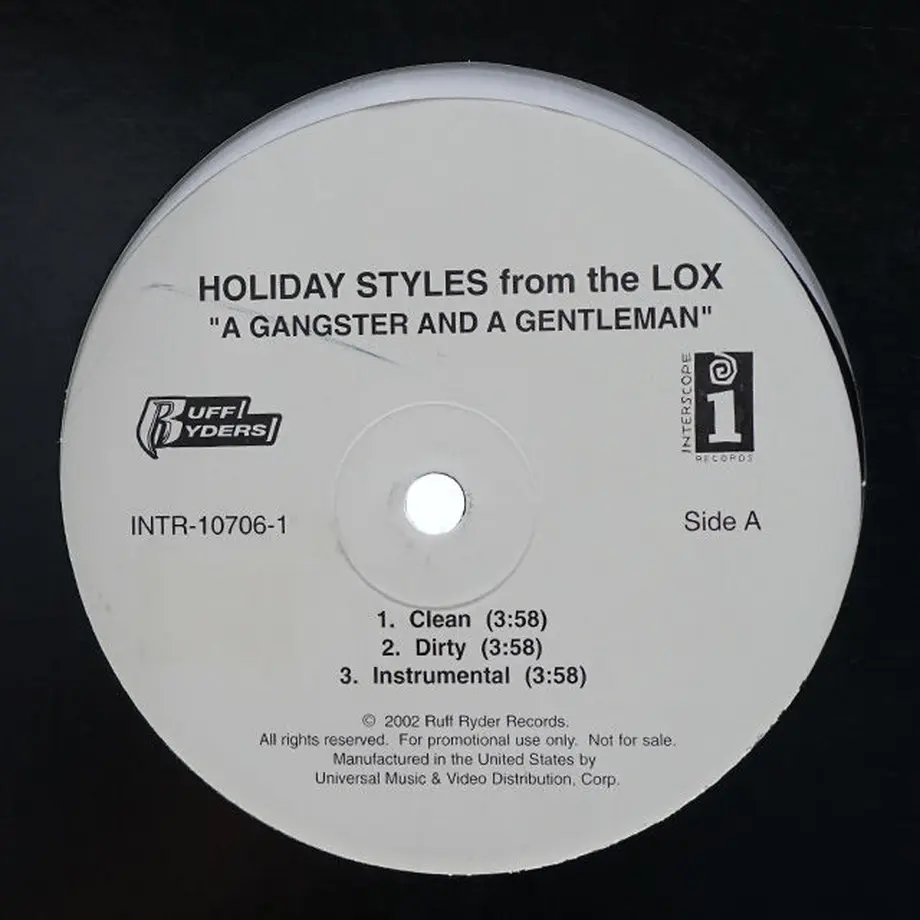 HOLIDAY STYLES from the LOX
"A GANGSTER AND A GENTLEMAN"
RUFF
RYDERS
INTERSCOPE
i
RECORDS
INTR-10706-1
Side A
1. Clean (3:58)
2. Dirty (3:58)
3. Instrumental (3:58)
© 2002 Ruff Ryder Records.
All rights reserved. For promotional use only. Not for sale.
Manufactured in the United States by
Universal Music & Video Distribution, Corp.